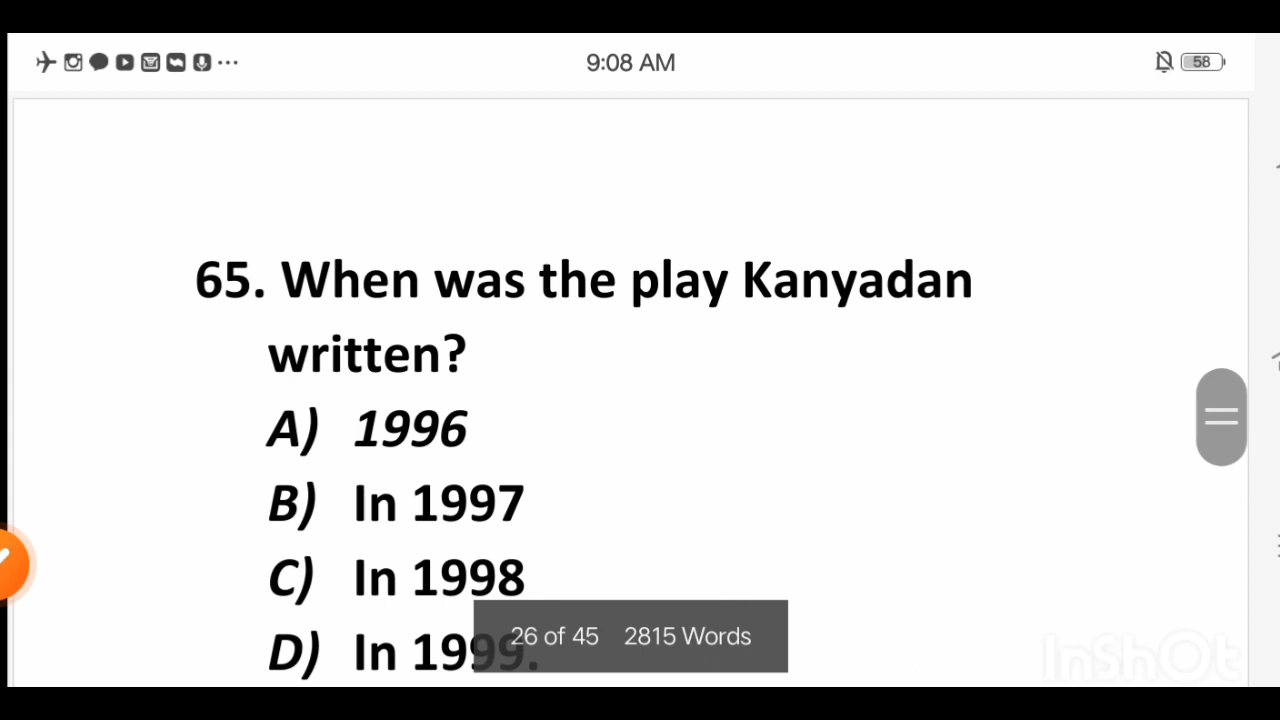 9:08 AM
58
65. When was the play Kanyadan
written?
A) 1996
B) In 1997
C) In 1998
D) In 1999.
26 of 45 2815 Words
InShOt